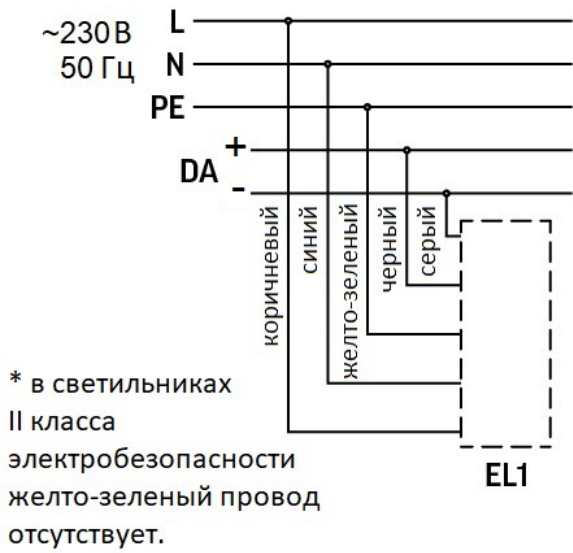 ~230В
50 Гц
L
N
PE
DA
+
-
коричневый
синий
желто-зеленый
черный
серый
EL1
* в светильниках
II класса
электробезопасности
желто-зеленый провод
отсутствует.